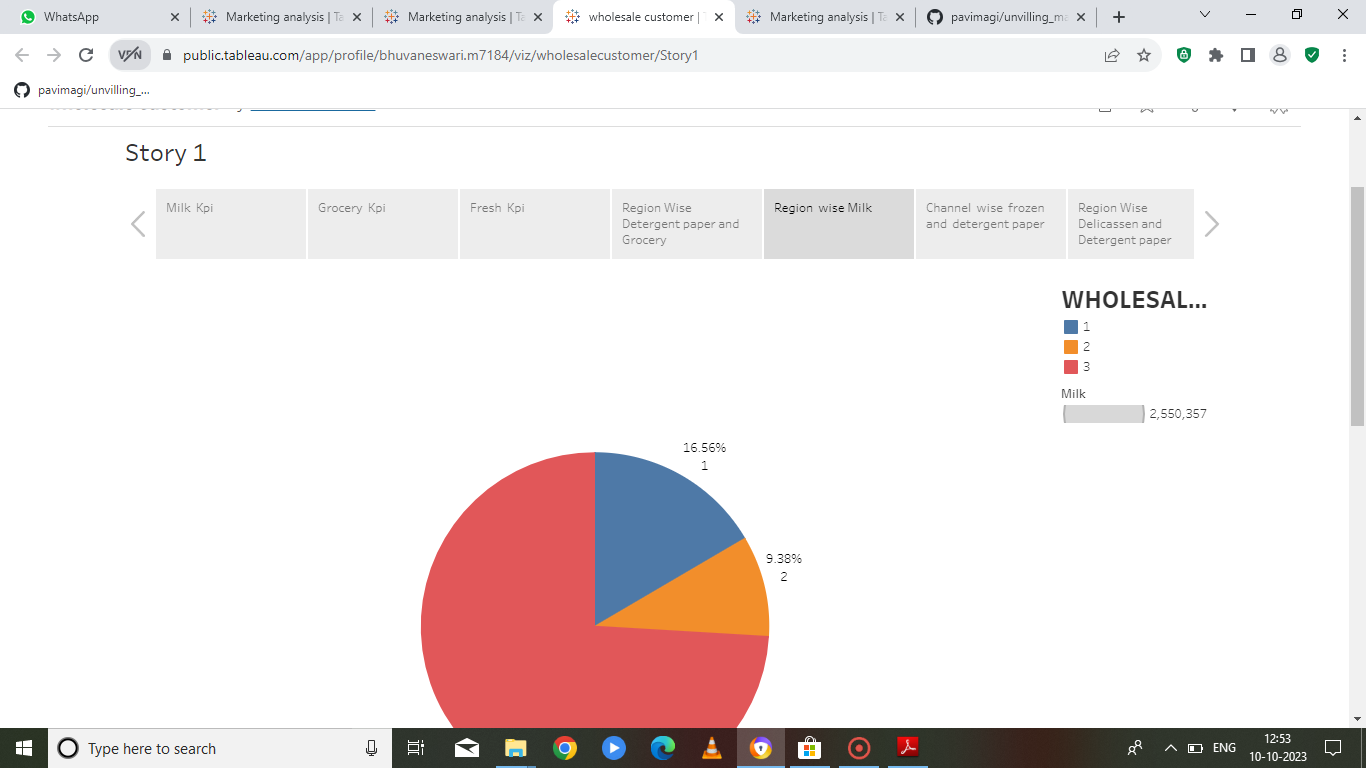 WhatsApp
Marketing analysis | Ta
Marketing analysis | Ta
wholesale customer | T
Marketing analysis | Ta
pavimagi/unvilling_ma
VPN
public.tableau.com/app/profile/bhuvaneswari.m7184/viz/wholesalecustomer/Story1
pavimagi/unvilling_...
Story 1
Milk Kpi
Grocery Kpi
Fresh Kpi
Region Wise
Detergent paper and
Grocery
Region wise Milk
Channel wise frozen
and detergent paper
Region Wise
Delicassen and
Detergent paper
WHOLESAL...
1
2
3
Milk
2,550,357
16.56%
1
9.38%
2
Type here to search
ENG
12:53
10-10-2023